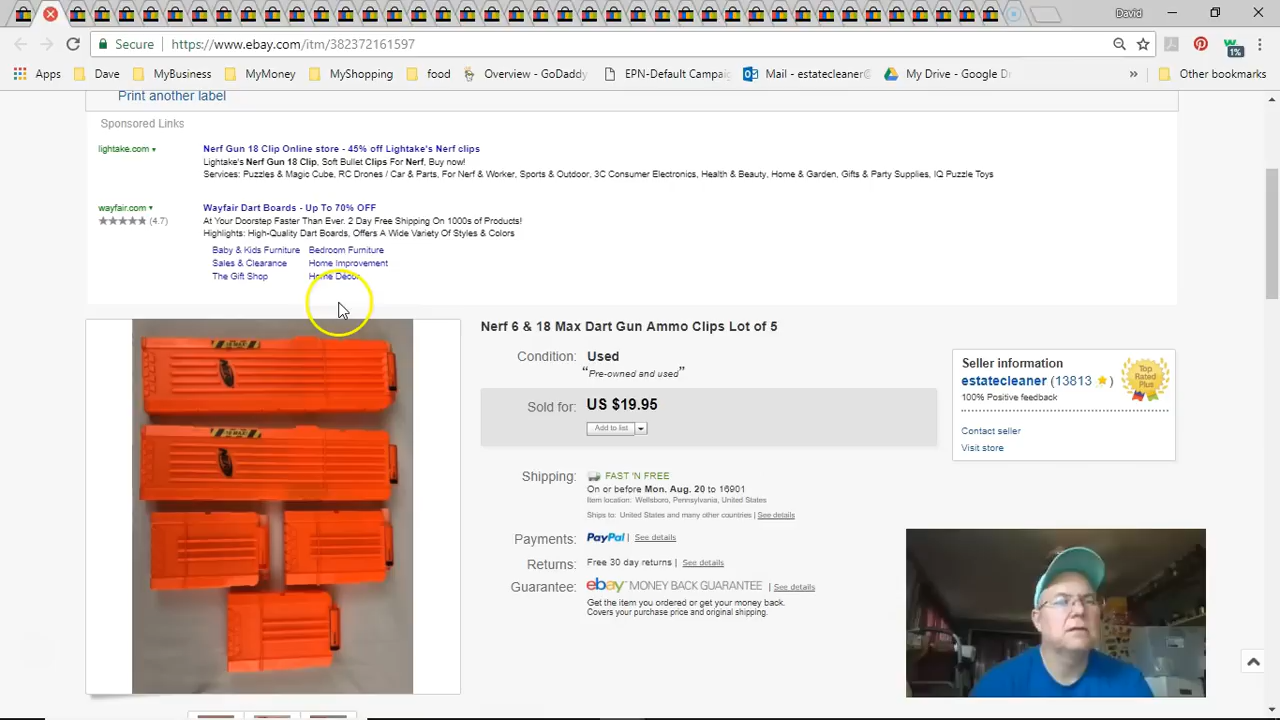 David
Secure
https://www.ebay.com/itm/382372161597
1%
Apps
Dave
MyBusiness
MyMoney
MyShopping
food
Overview - GoDaddy
EPN-Default Campaig
Mail - estatecleaner@
My Drive - Google Dr
»
Other bookmarks
Print another label
Sponsored Links
lightake.com
Nerf Gun 18 Clip Online store - 45% off Lightake's Nerf clips
Lightake's Nerf Gun 18 Clip, Soft Bullet Clips For Nerf, Buy now!
Services: Puzzles & Magic Cube, RC Drones / Car & Parts, For Nerf & Worker, Sports & Outdoor, 3C Consumer Electronics, Health & Beauty, Home & Garden, Gifts & Party Supplies, IQ Puzzle Toys
wayfair.com
Wayfair Dart Boards - Up To 70% OFF
(4.7)
At Your Doorstep Faster Than Ever. 2 Day Free Shipping On 1000s of Products!
Highlights: High-Quality Dart Boards, Offers A Wide Variety Of Styles & Colors
Baby & Kids Furniture
Bedroom Furniture
Sales & Clearance
Home Improvement
The Gift Shop
Home Décor
Nerf 6 & 18 Max Dart Gun Ammo Clips Lot of 5
Condition: Used
"Pre-owned and used"
Sold for: US $19.95
Add to list
Shipping: FAST 'N FREE
On or before Mon. Aug. 20 to 16901
Item location: Wellsboro, Pennsylvania, United States
Ships to: United States and many other countries | See details
Payments: PayPal | See details
Returns: Free 30 day returns | See details
Guarantee: ebay MONEY BACK GUARANTEE | See details
Get the item you ordered or get your money back.
Covers your purchase price and original shipping.
Seller information
estatecleaner (13813 )
100% Positive feedback
Top
Rated
Plus
Contact seller
Visit store